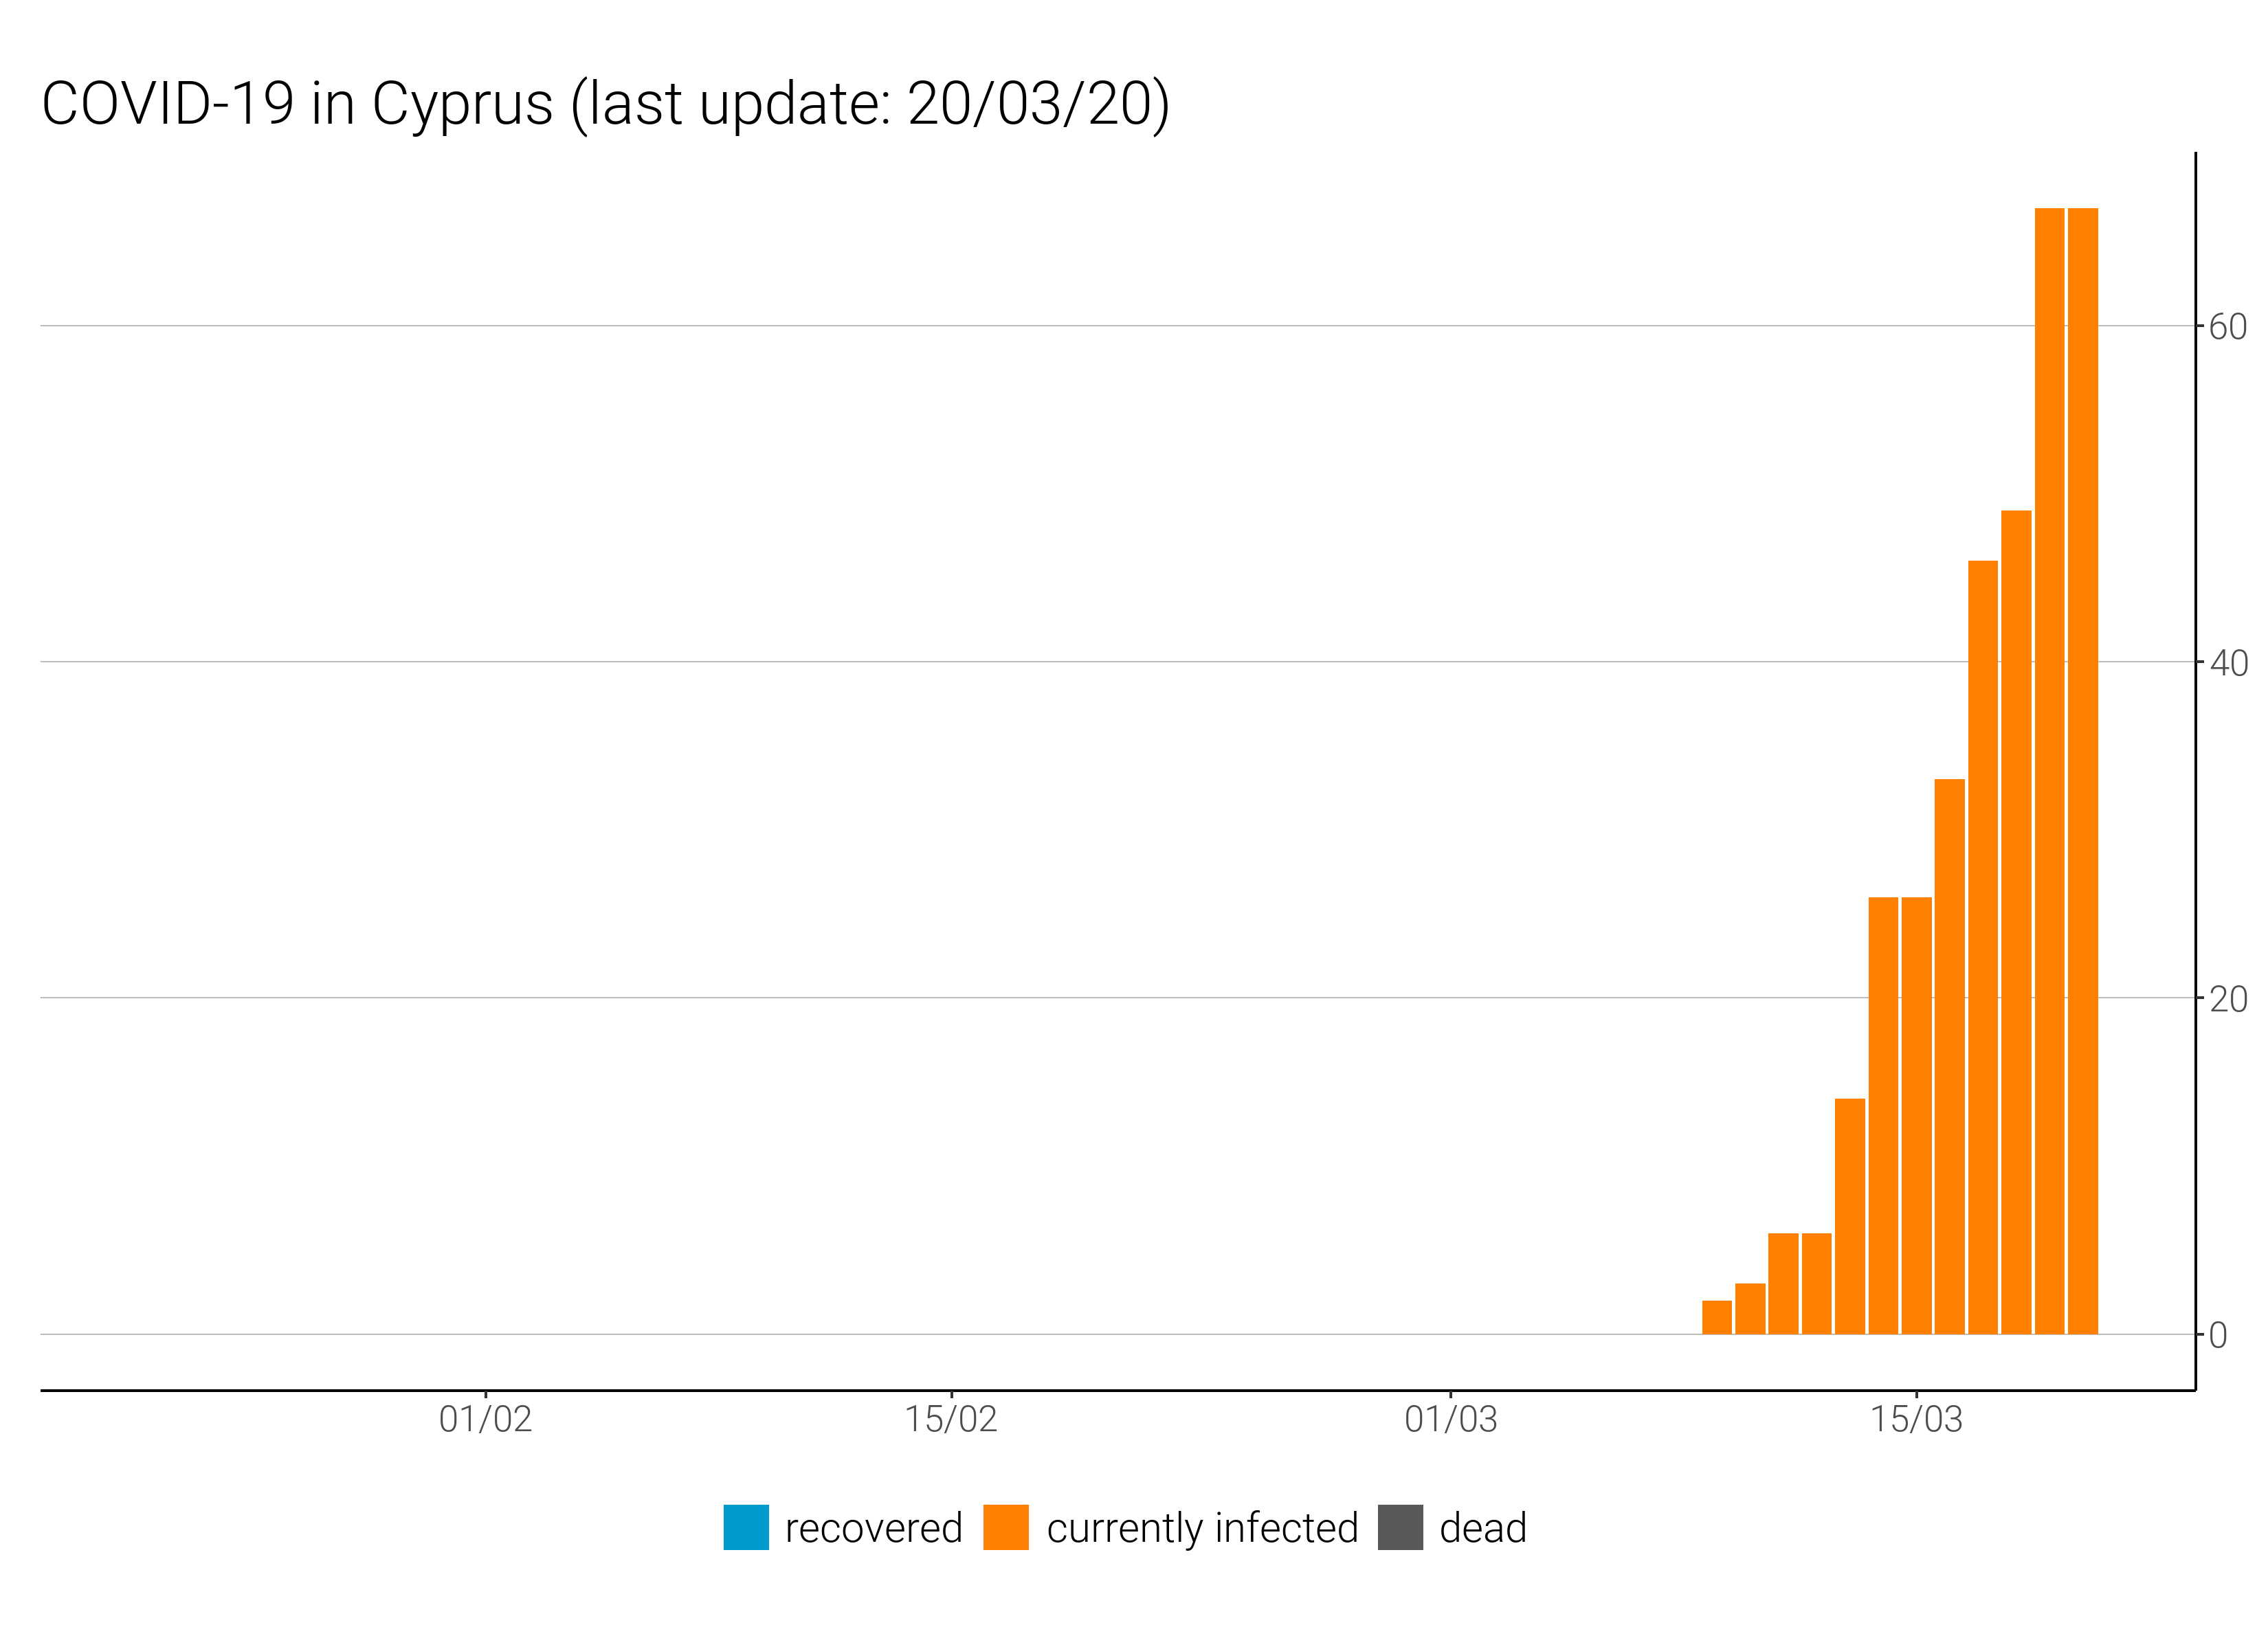 COVID-19 in Cyprus (last update: 20/03/20)
60
40
20
0
01/02 15/02 01/03 15/03
recovered currently infected dead